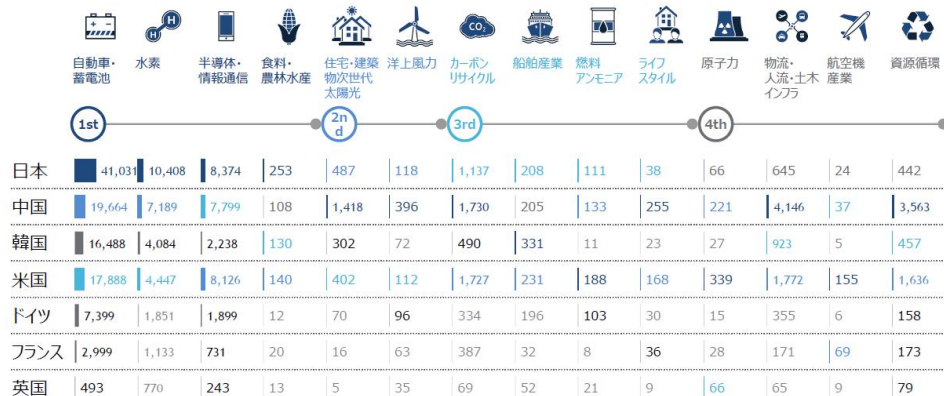 H
H
CO₂
自動車・
蓄電池
水素
半導体・
情報通信
食料・
農林水産
住宅・建築
物次世代
太陽光
洋上風力
カーボン
リサイクル
船舶産業
燃料
アンモニア
ライフ
スタイル
原子力
物流・
人流・土木
インフラ
航空機
産業
資源循環
1st
2n
d
3rd
4th
日本 41,031 10,408 8,374 253 487 118 1,137 208 111 38 66 645 24 442
中国 19,664 7,189 7,799 108 1,418 396 1,730 205 133 255 221 4,146 37 3,563
韓国 16,488 4,084 2,238 130 302 72 490 331 11 23 27 923 5 457
米国 17,888 4,447 8,126 140 402 112 1,727 231 188 168 339 1,772 155 1,636
ドイツ 7,399 1,851 1,899 12 70 96 334 196 103 30 15 355 6 158
フランス 2,999 1,133 731 20 16 63 387 32 8 36 28 171 69 173
英国 493 770 243 13 5 35 69 52 21 9 66 65 9 79